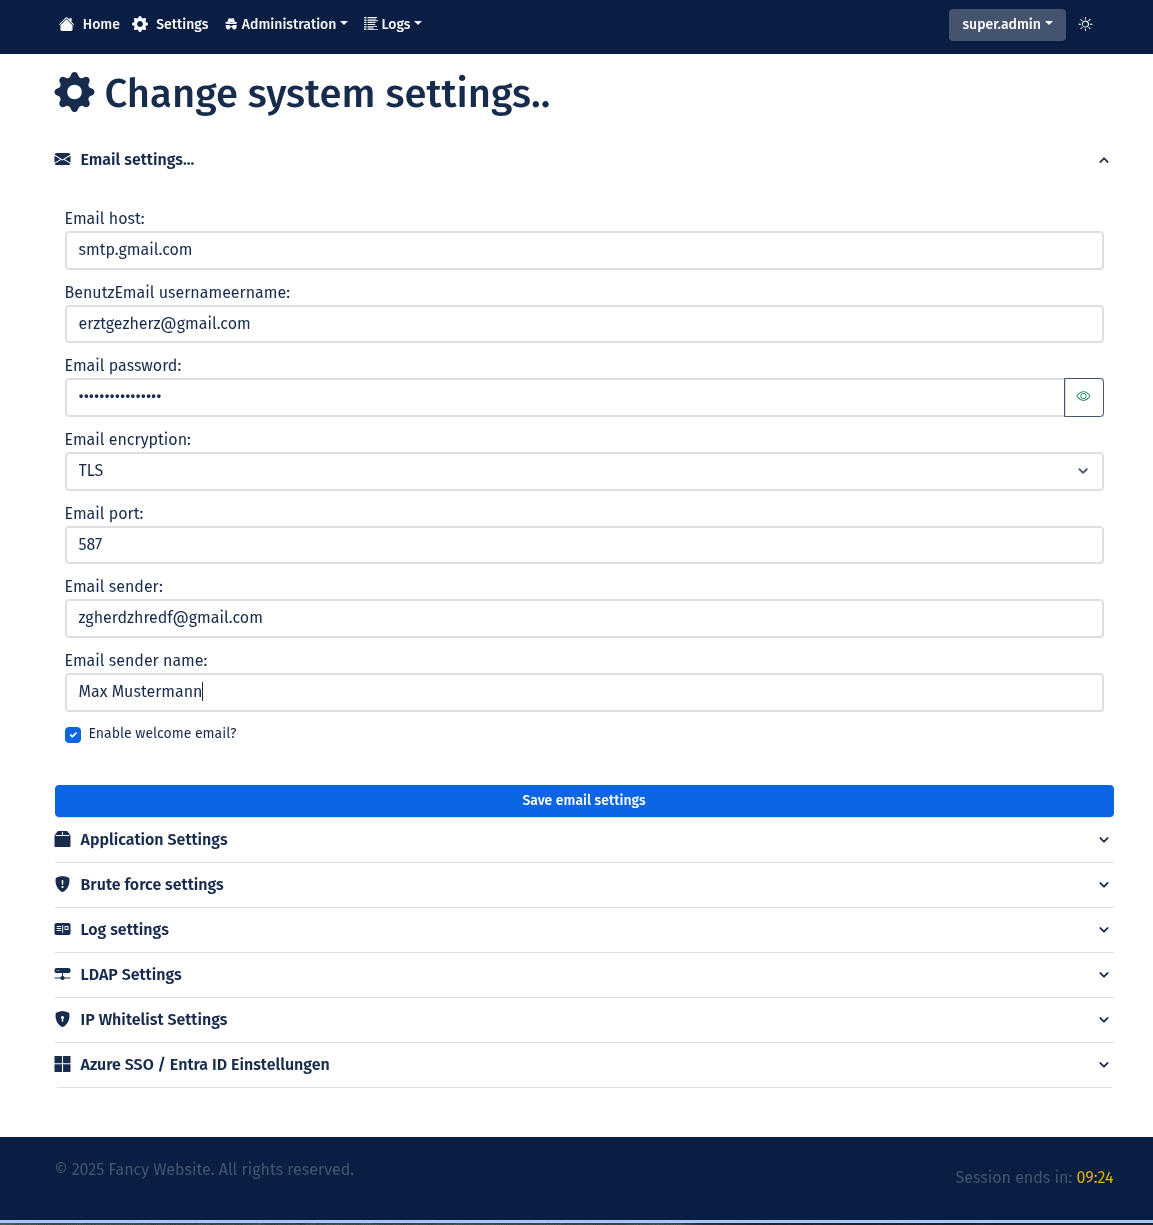 Home Settings Administration Logs super.admin
Change system settings..
Email settings...
Email host:
smtp.gmail.com
BenutzEmail usernameername:
erztgezherz@gmail.com
Email password:
••••••••••••••••
Email encryption:
TLS
Email port:
587
Email sender:
zgherdzhredf@gmail.com
Email sender name:
Max Mustermann
Enable welcome email?
Save email settings
Application Settings
Brute force settings
Log settings
LDAP Settings
IP Whitelist Settings
Azure SSO / Entra ID Einstellungen
© 2025 Fancy Website. All rights reserved.
Session ends in: 09:24